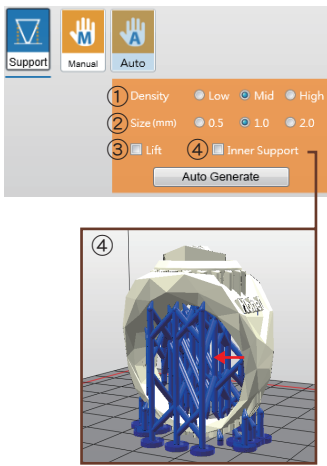 M
A
Support
Manual
Auto
① Density Low Mid High
② Size(mm) 0.5 1.0 2.0
③ Lift ④ Inner Support
Auto Generate
④